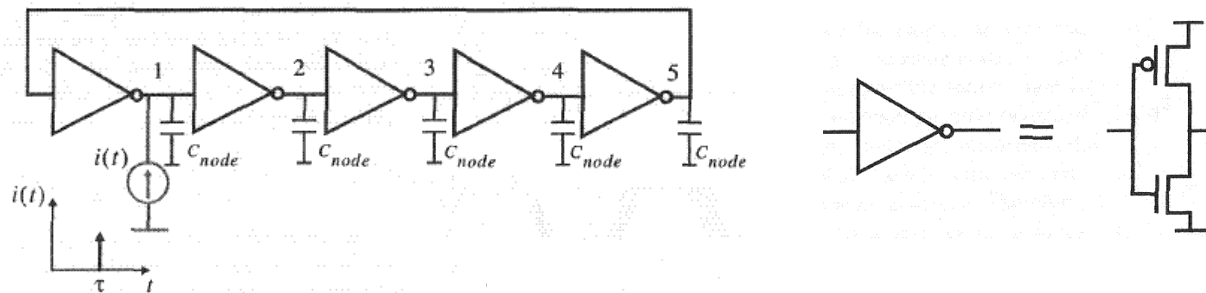 1 2 3 4 5
C_node C_node C_node C_node C_node
i(t)
i(t)
τ t